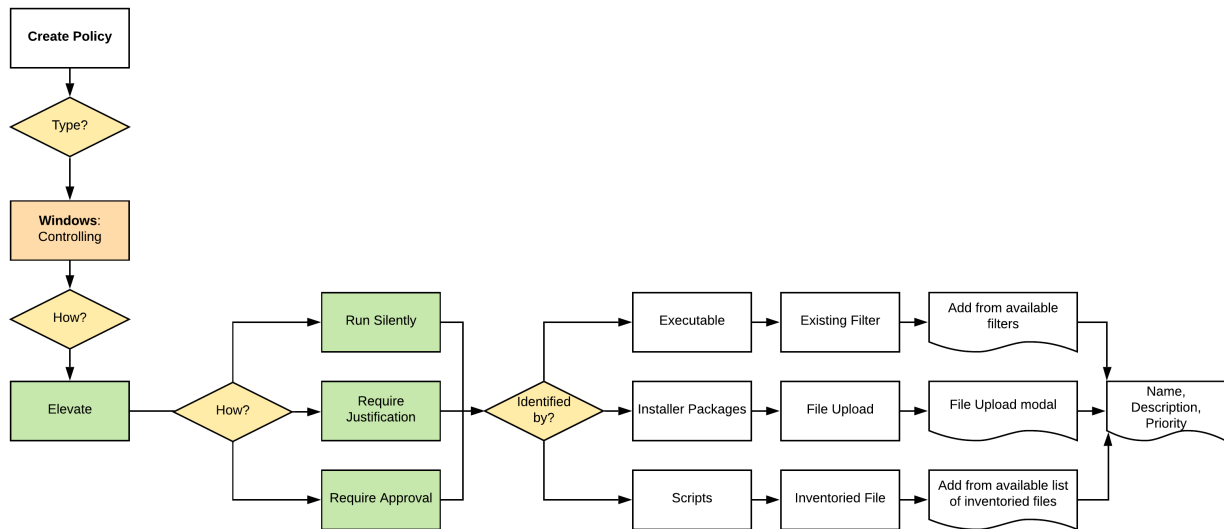 Create Policy
Type?
Windows:
Controlling
How?
Elevate
How?
Run Silently
Require
Justification
Require Approval
Identified
by?
Executable
Existing Filter
Add from available
filters
Installer Packages
File Upload
File Upload modal
Scripts
Inventoried File
Add from available list
of inventoried files
Name,
Description,
Priority